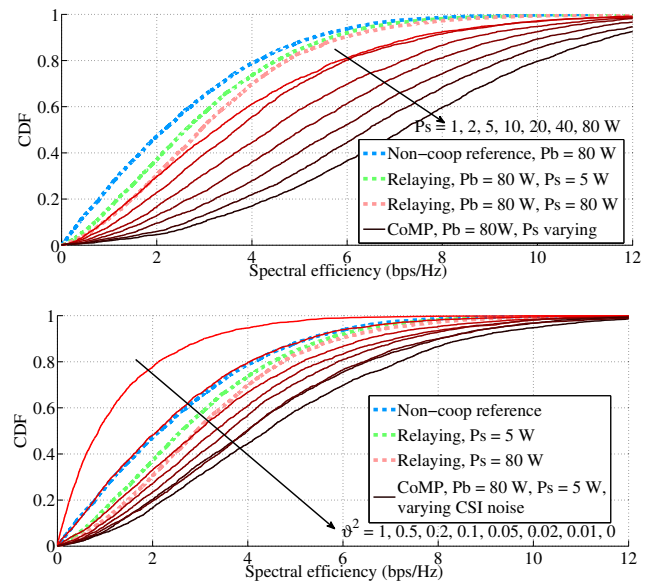 1
0.8
0.6
0.4
0.2
0
CDF
0 2 4 6 8 10 12
Spectral efficiency (bps/Hz)
Ps = 1, 2, 5, 10, 20, 40, 80 W
Non−coop reference, Pb = 80 W
Relaying, Pb = 80 W, Ps = 5 W
Relaying, Pb = 80 W, Ps = 80 W
CoMP, Pb = 80W, Ps varying
1
0.8
0.6
0.4
0.2
0
CDF
0 2 4 6 8 10 12
Spectral efficiency (bps/Hz)
Non−coop reference
Relaying, Ps = 5 W
Relaying, Ps = 80 W
CoMP, Pb = 80 W, Ps = 5 W,
varying CSI noise
ϑ² = 1, 0.5, 0.2, 0.1, 0.05, 0.02, 0.01, 0